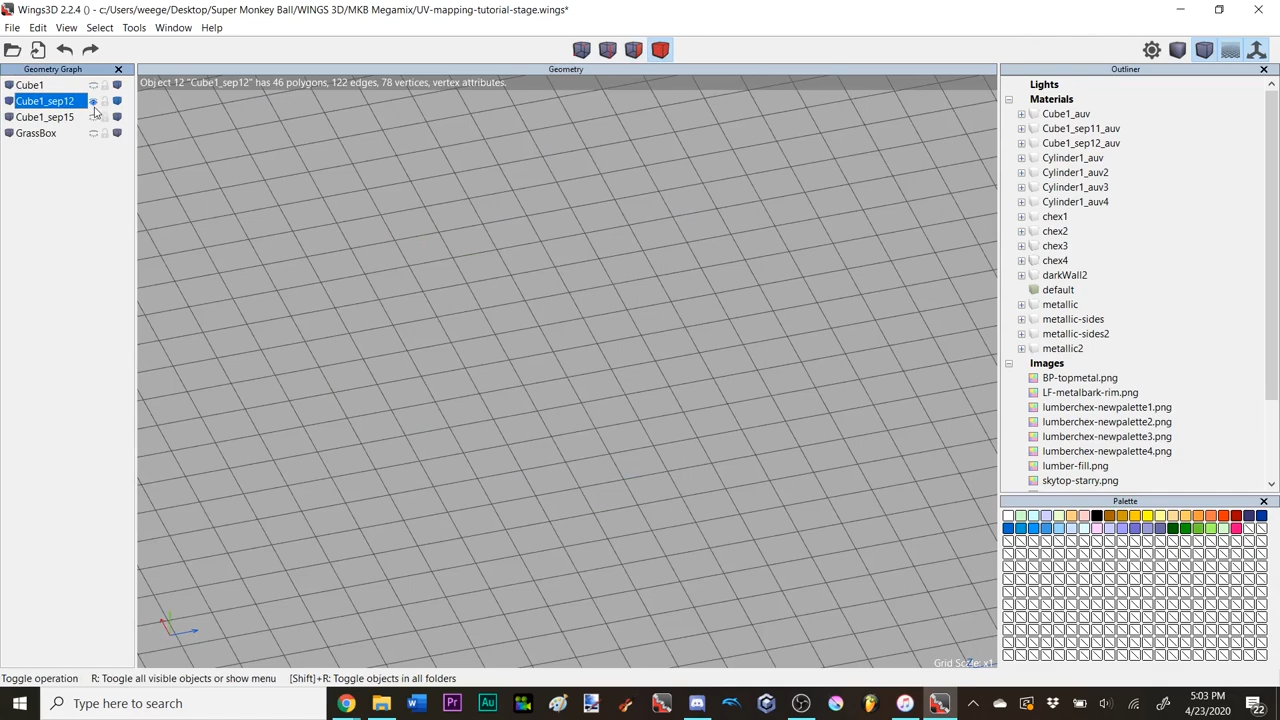 Wings3D 2.2.4 () - c:/Users/weege/Desktop/Super Monkey Ball/WINGS 3D/MKB Megamix/UV-mapping-tutorial-stage.wings*
File Edit View Select Tools Window Help
Geometry Graph
Cube1
Cube1_sep12
Cube1_sep15
GrassBox
Geometry
Object 12 "Cube1_sep12" has 46 polygons, 122 edges, 78 vertices, vertex attributes.
Grid Scale: x1
Outliner
Lights
Materials
Cube1_auv
Cube1_sep11_auv
Cube1_sep12_auv
Cylinder1_auv
Cylinder1_auv2
Cylinder1_auv3
Cylinder1_auv4
chex1
chex2
chex3
chex4
darkWall2
default
metallic
metallic-sides
metallic-sides2
metallic2
Images
BP-topmetal.png
LF-metalbark-rim.png
lumberchex-newpalette1.png
lumberchex-newpalette2.png
lumberchex-newpalette3.png
lumberchex-newpalette4.png
lumber-fill.png
skytop-starry.png
Palette
Toggle operation R: Toggle all visible objects or show menu [Shift]+R: Toggle objects in all folders
Type here to search
5:03 PM
4/23/2020
22